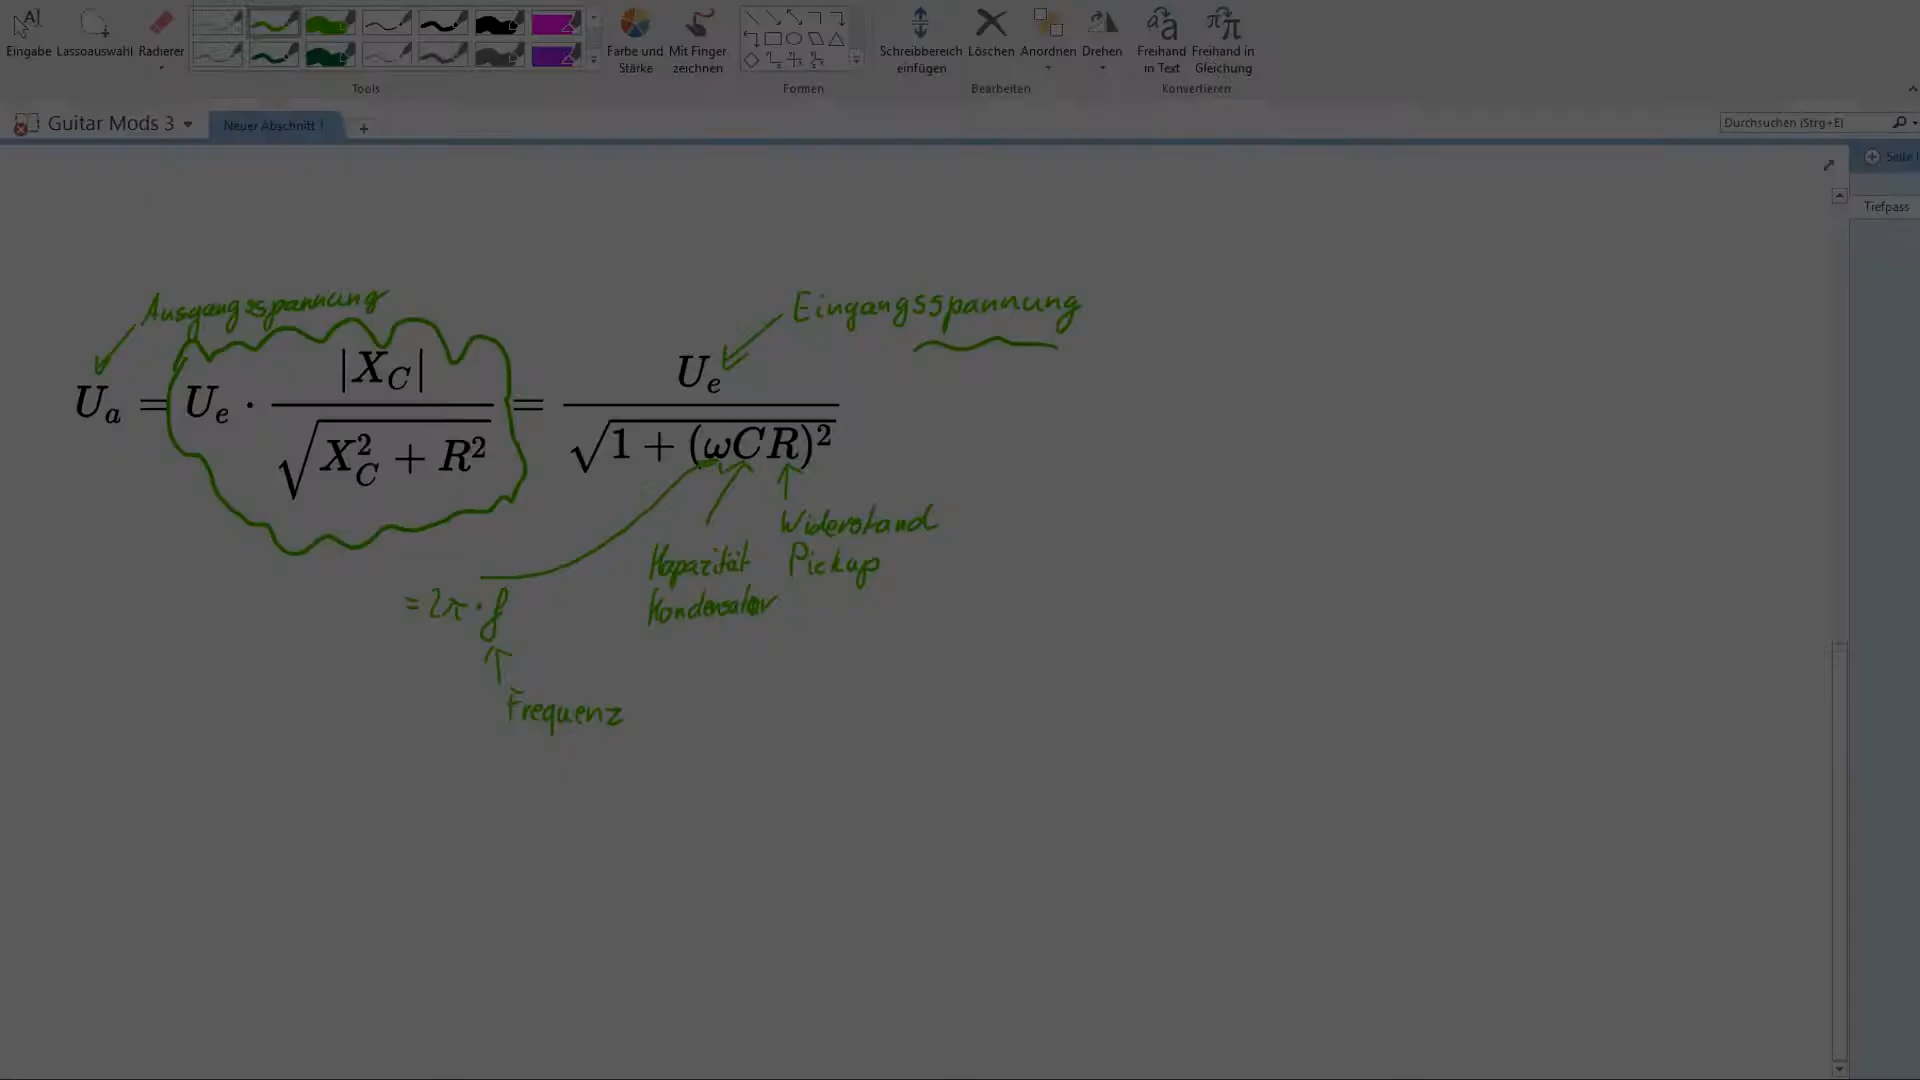 Eingabe Lassoauswahl Radierer
Farbe und Stärke
Mit Finger zeichnen
Schreibbereich einfügen
Löschen Anordnen Drehen
Freihand in Text
Freihand in Gleichung
Tools
Formen
Bearbeiten
Konvertieren
Guitar Mods 3
Neuer Abschnitt 1
Durchsuchen (Strg+E)
Seite
Tiefpass
Ausgangsspannung
Eingangsspannung
U_a = U_e · |X_C| / √(X_C² + R²) = U_e / √(1 + (ωCR)²)
Widerstand
Pickup
Kapazität
Kondensator
= 2π · f
Frequenz